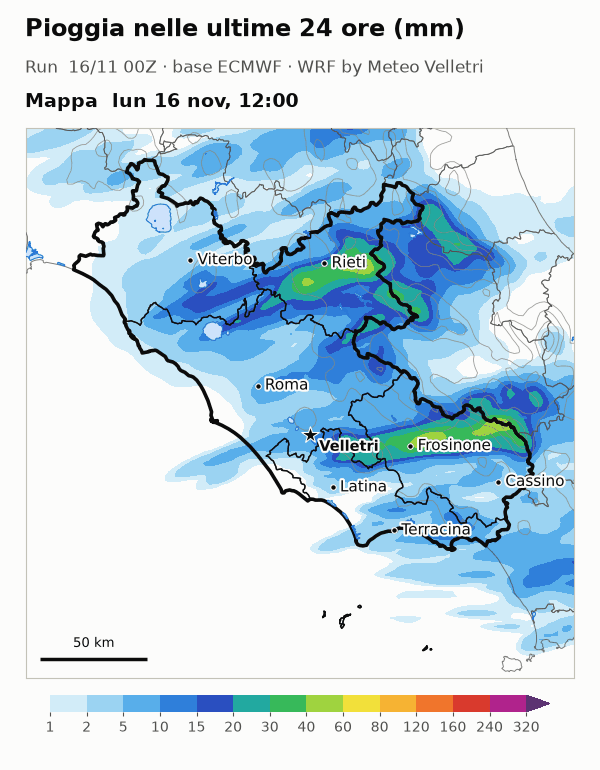 Pioggia nelle ultime 24 ore (mm)
Run  16/11 00Z · base ECMWF · WRF by Meteo Velletri
Mappa  lun 16 nov, 12:00
Viterbo
Rieti
Roma
Velletri
Frosinone
Latina
Cassino
Terracina
50 km
1 2 5 10 15 20 30 40 60 80 120 160 240 320